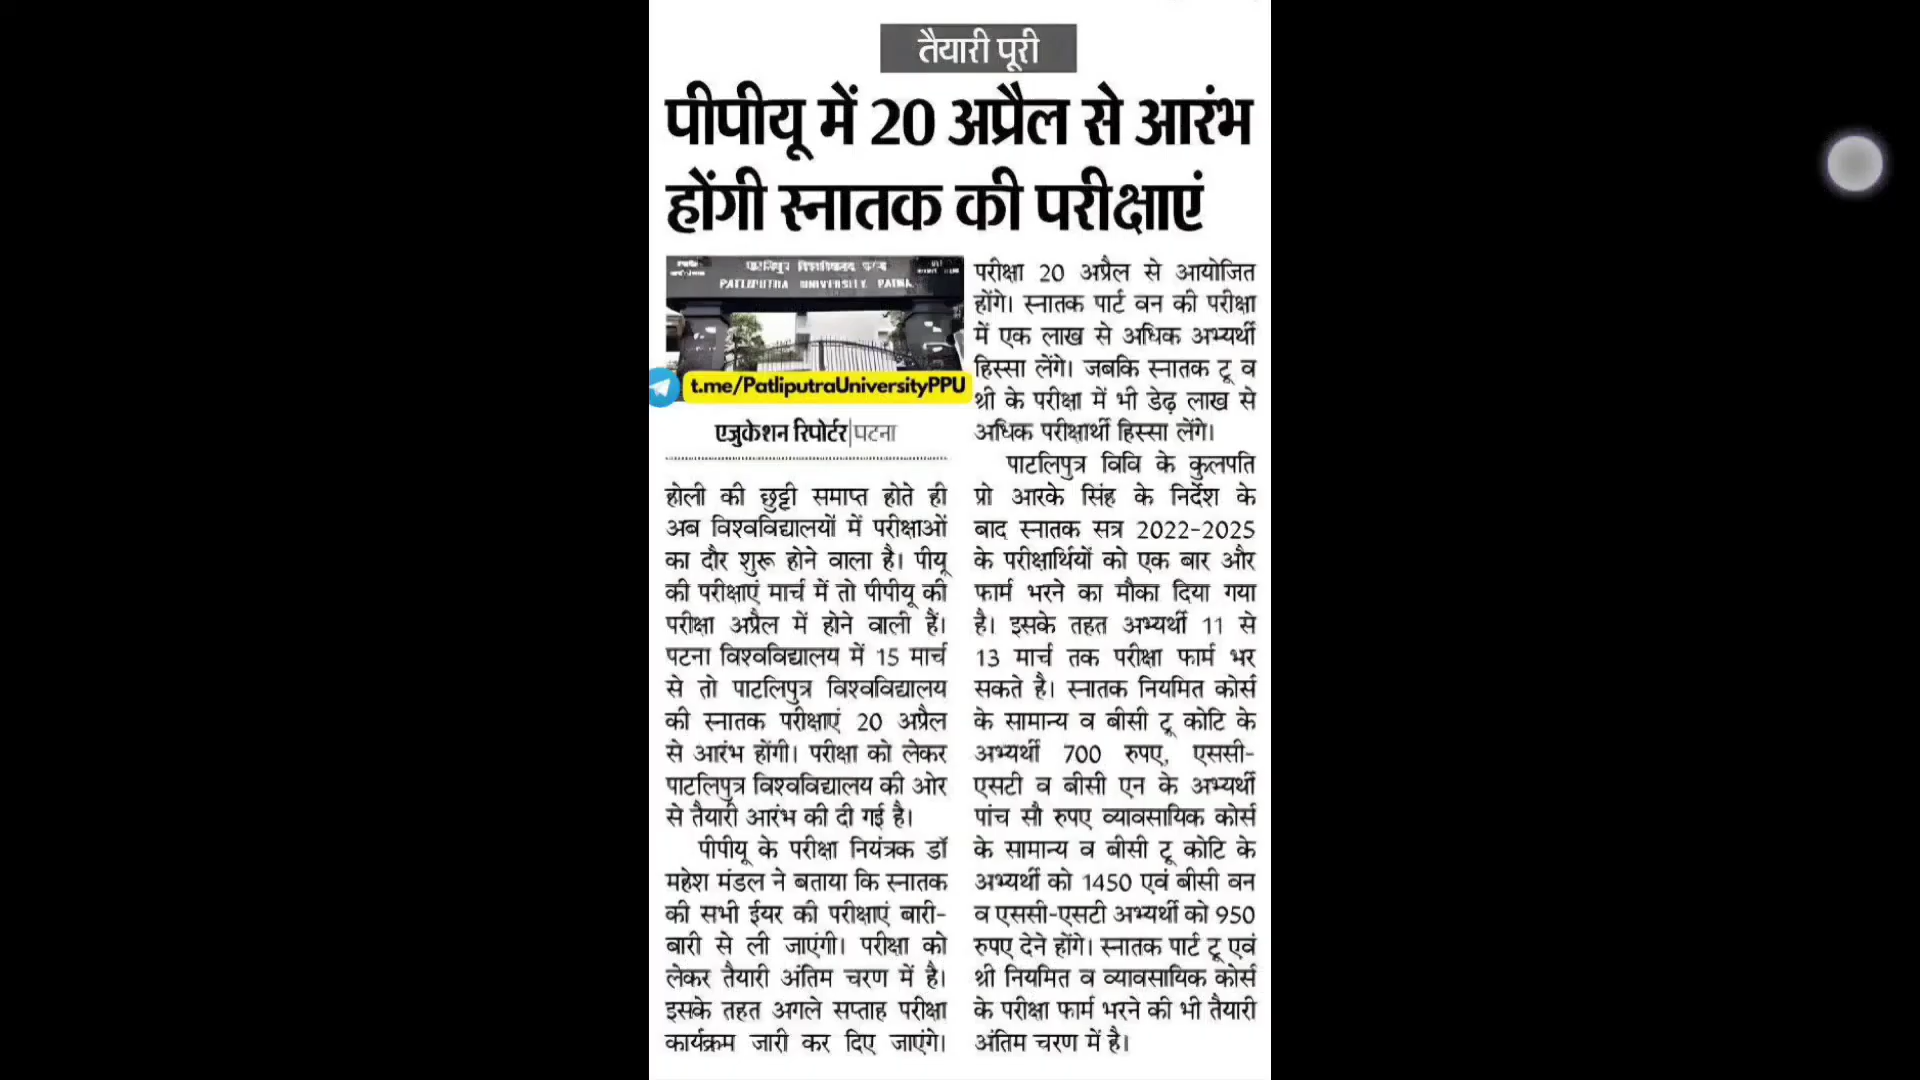 तैयारी पूरी
पीपीयू में 20 अप्रैल से आरंभ
होंगी स्नातक की परीक्षाएं
PATLIPUTRA UNIVERSITY, PATNA
t.me/PatliputraUniversityPPU
एजुकेशन रिपोर्टर|पटना
होली की छुट्टी समाप्त होते ही
अब विश्वविद्यालयों में परीक्षाओं
का दौर शुरू होने वाला है। पीयू
की परीक्षाएं मार्च में तो पीपीयू की
परीक्षा अप्रैल में होने वाली हैं।
पटना विश्वविद्यालय में 15 मार्च
से तो पाटलिपुत्र विश्वविद्यालय
की स्नातक परीक्षाएं 20 अप्रैल
से आरंभ होंगी। परीक्षा को लेकर
पाटलिपुत्र विश्वविद्यालय की ओर
से तैयारी आरंभ की दी गई है।
पीपीयू के परीक्षा नियंत्रक डॉ
महेश मंडल ने बताया कि स्नातक
की सभी ईयर की परीक्षाएं बारी-
बारी से ली जाएंगी। परीक्षा को
लेकर तैयारी अंतिम चरण में है।
इसके तहत अगले सप्ताह परीक्षा
कार्यक्रम जारी कर दिए जाएंगे।
परीक्षा 20 अप्रैल से आयोजित
होंगे। स्नातक पार्ट वन की परीक्षा
में एक लाख से अधिक अभ्यर्थी
हिस्सा लेंगे। जबकि स्नातक टू व
थ्री के परीक्षा में भी डेढ़ लाख से
अधिक परीक्षार्थी हिस्सा लेंगे।
पाटलिपुत्र विवि के कुलपति
प्रो आरके सिंह के निर्देश के
बाद स्नातक सत्र 2022-2025
के परीक्षार्थियों को एक बार और
फार्म भरने का मौका दिया गया
है। इसके तहत अभ्यर्थी 11 से
13 मार्च तक परीक्षा फार्म भर
सकते है। स्नातक नियमित कोर्स
के सामान्य व बीसी टू कोटि के
अभ्यर्थी 700 रुपए, एससी-
एसटी व बीसी एन के अभ्यर्थी
पांच सौ रुपए व्यावसायिक कोर्स
के सामान्य व बीसी टू कोटि के
अभ्यर्थी को 1450 एवं बीसी वन
व एससी-एसटी अभ्यर्थी को 950
रुपए देने होंगे। स्नातक पार्ट टू एवं
थ्री नियमित व व्यावसायिक कोर्स
के परीक्षा फार्म भरने की भी तैयारी
अंतिम चरण में है।